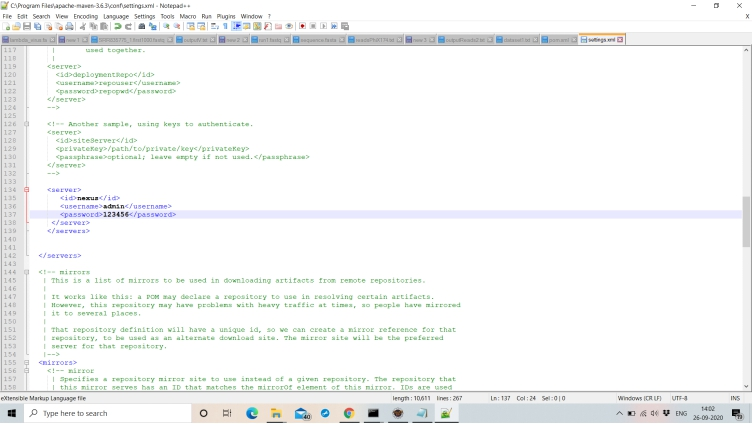 C:\Program Files\apache-maven-3.6.3\conf\settings.xml - Notepad++
File Edit Search View Encoding Language Settings Tools Macro Run Plugins Window ?
new 1
new 2
new 3
settings.xml
117 | used together.
118 |
119 <server>
120 <id>deploymentRepo</id>
121 <username>repouser</username>
122 <password>repopwd</password>
123 </server>
124 -->
125
126 <!-- Another sample, using keys to authenticate.
127 <server>
128 <id>siteServer</id>
129 <privateKey>/path/to/private/key</privateKey>
130 <passphrase>optional; leave empty if not used.</passphrase>
131 </server>
132 -->
133
134 <server>
135 <id>nexus</id>
136 <username>admin</username>
137 <password>123456</password>
138 </server>
139 </servers>
140
141
142 </servers>
143
144 <!-- mirrors
145 | This is a list of mirrors to be used in downloading artifacts from remote repositories.
146 |
147 | It works like this: a POM may declare a repository to use in resolving certain artifacts.
148 | However, this repository may have problems with heavy traffic at times, so people have mirrored
149 | it to several places.
150 |
151 | That repository definition will have a unique id, so we can create a mirror reference for that
152 | repository, to be used as an alternate download site. The mirror site will be the preferred
153 | server for that repository.
154 |-->
155 <mirrors>
156 <!-- mirror
157 | Specifies a repository mirror site to use instead of a given repository. The repository that
158 | this mirror serves has an ID that matches the mirrorOf element of this mirror. IDs are used
eXtensible Markup Language file length : 10,611 lines : 267 Ln : 137 Col : 24 Sel : 0 | 0 Windows (CR LF) UTF-8 INS
Type here to search
40
ENG
14:02
26-09-2020